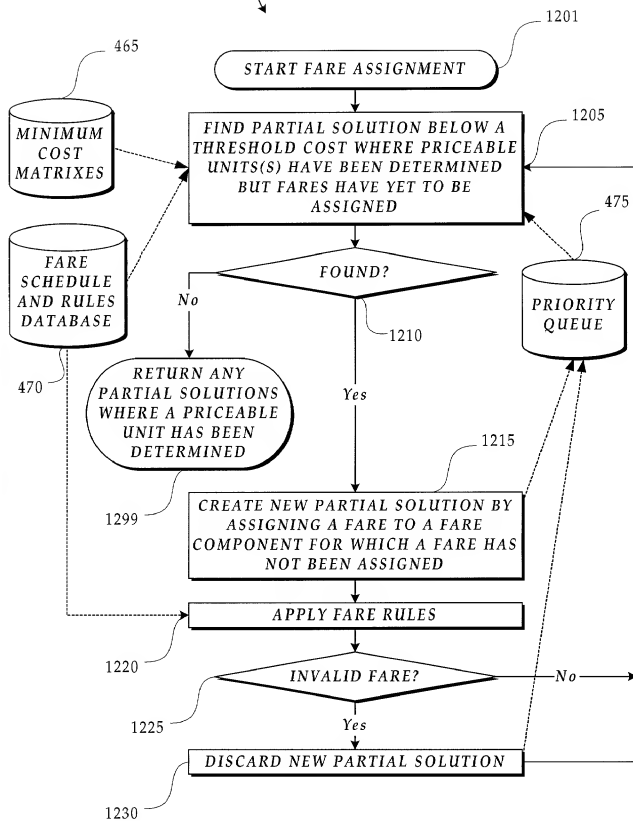 1201
START FARE ASSIGNMENT
465
MINIMUM
COST
MATRIXES
1205
FIND PARTIAL SOLUTION BELOW A
THRESHOLD COST WHERE PRICEABLE
UNITS(S) HAVE BEEN DETERMINED
BUT FARES HAVE YET TO BE
ASSIGNED
475
FARE
SCHEDULE
AND RULES
DATABASE
470
FOUND?
1210
No
Yes
PRIORITY
QUEUE
RETURN ANY
PARTIAL SOLUTIONS
WHERE A PRICEABLE
UNIT HAS BEEN
DETERMINED
1299
1215
CREATE NEW PARTIAL SOLUTION BY
ASSIGNING A FARE TO A FARE
COMPONENT FOR WHICH A FARE HAS
NOT BEEN ASSIGNED
APPLY FARE RULES
1220
INVALID FARE?
No
1225
Yes
DISCARD NEW PARTIAL SOLUTION
1230